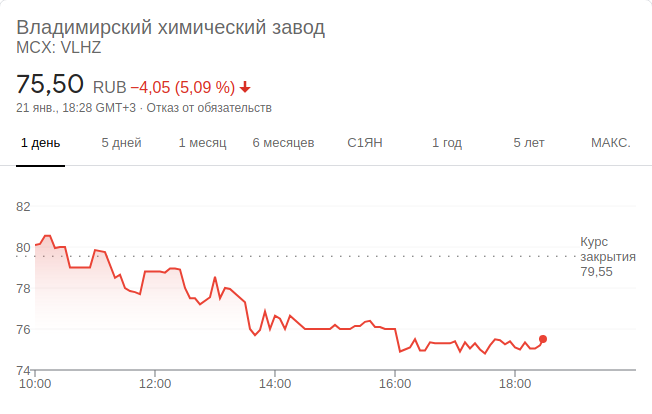 Владимирский химический завод
MCX: VLHZ
75,50 RUB −4,05 (5,09 %)
21 янв., 18:28 GMT+3 · Отказ от обязательств
1 день 5 дней 1 месяц 6 месяцев С1ЯН 1 год 5 лет МАКС.
82
80
78
76
74
Курс
закрытия
79,55
10:00 12:00 14:00 16:00 18:00